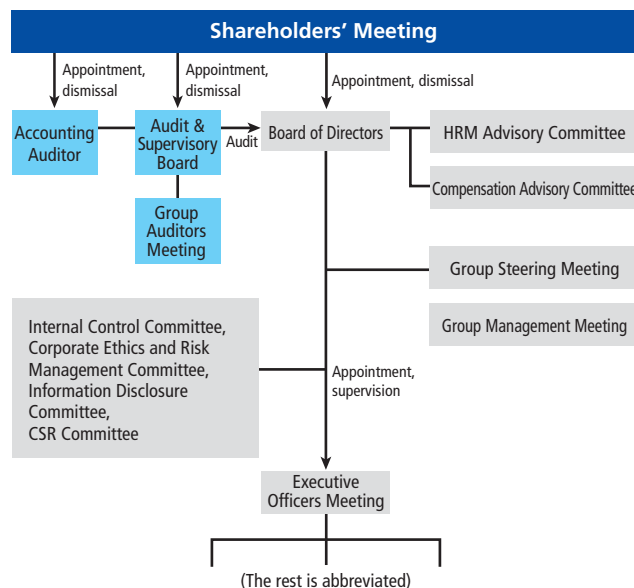 Shareholders’ Meeting
Appointment,
dismissal
Appointment,
dismissal
Appointment, dismissal
Accounting
Auditor
Audit &
Supervisory
Board
Audit
Board of Directors
HRM Advisory Committee
Compensation Advisory Committee
Group
Auditors
Meeting
Group Steering Meeting
Group Management Meeting
Internal Control Committee,
Corporate Ethics and Risk
Management Committee,
Information Disclosure
Committee,
CSR Committee
Appointment,
supervision
Executive
Officers Meeting
(The rest is abbreviated)